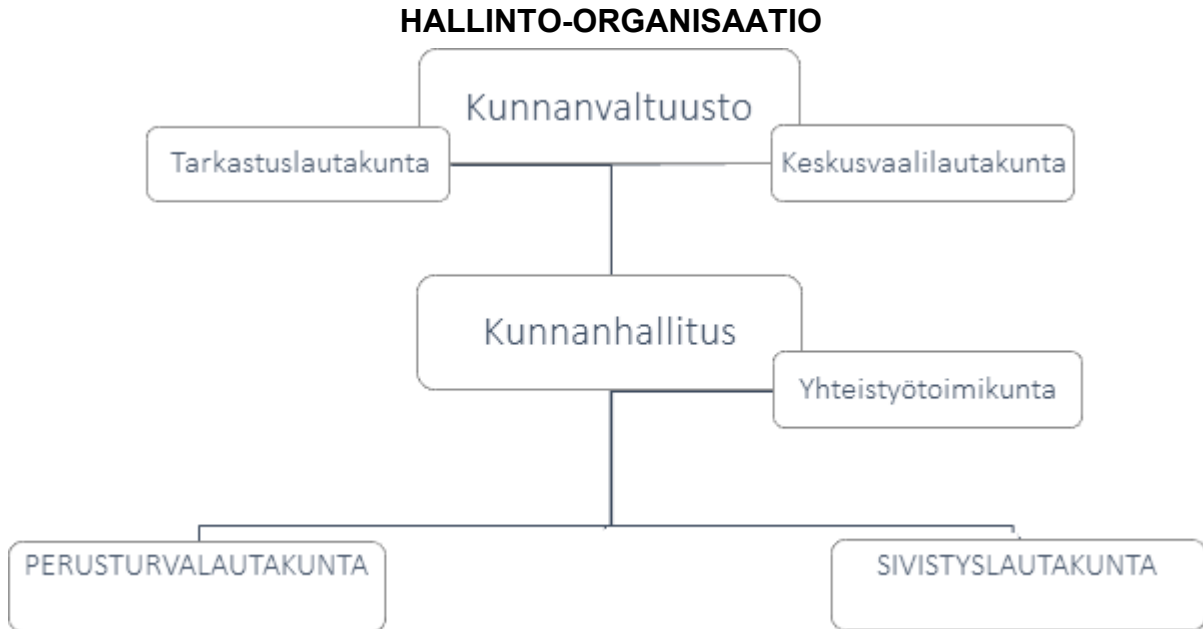 HALLINTO-ORGANISAATIO
Kunnanvaltuusto
Tarkastuslautakunta
Keskusvaalilautakunta
Kunnanhallitus
Yhteistyötoimikunta
PERUSTURVALAUTAKUNTA
SIVISTYSLAUTAKUNTA